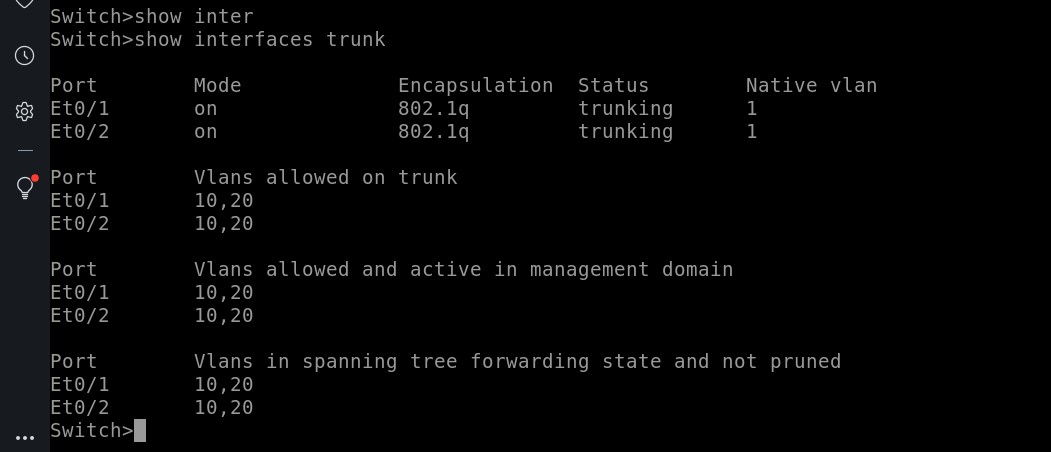 Switch>show inter
Switch>show interfaces trunk
Port Mode Encapsulation Status Native vlan
Et0/1 on 802.1q trunking 1
Et0/2 on 802.1q trunking 1
Port Vlans allowed on trunk
Et0/1 10,20
Et0/2 10,20
Port Vlans allowed and active in management domain
Et0/1 10,20
Et0/2 10,20
Port Vlans in spanning tree forwarding state and not pruned
Et0/1 10,20
Et0/2 10,20
Switch>